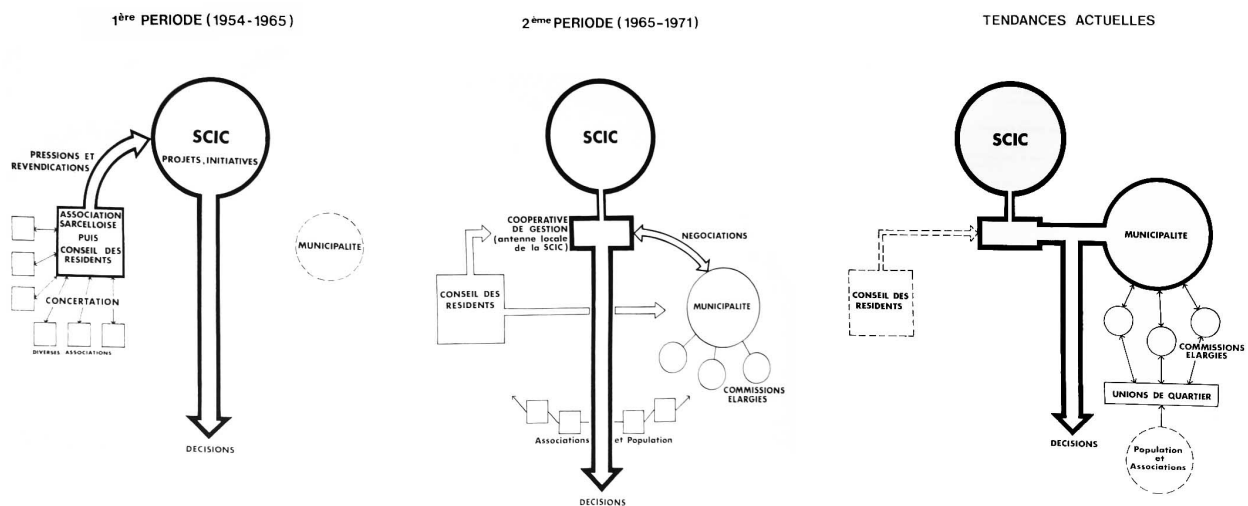 1ère PERIODE (1954-1965)
SCIC
PROJETS, INITIATIVES
PRESSIONS ET
REVENDICATIONS
ASSOCIATION
SARCELLOISE
PUIS
CONSEIL DES
RESIDENTS
MUNICIPALITE
CONCERTATION
DIVERSES ASSOCIATIONS
DECISIONS
2ème PERIODE (1965-1971)
SCIC
COOPERATIVE
DE GESTION
(antenne locale
de la SCIC)
NEGOCIATIONS
CONSEIL DES
RESIDENTS
MUNICIPALITE
COMMISSIONS
ELARGIES
Associations et Population
DECISIONS
TENDANCES ACTUELLES
SCIC
MUNICIPALITE
CONSEIL DES
RESIDENTS
COMMISSIONS
ELARGIES
UNIONS DE QUARTIER
DECISIONS
Population
et
Associations